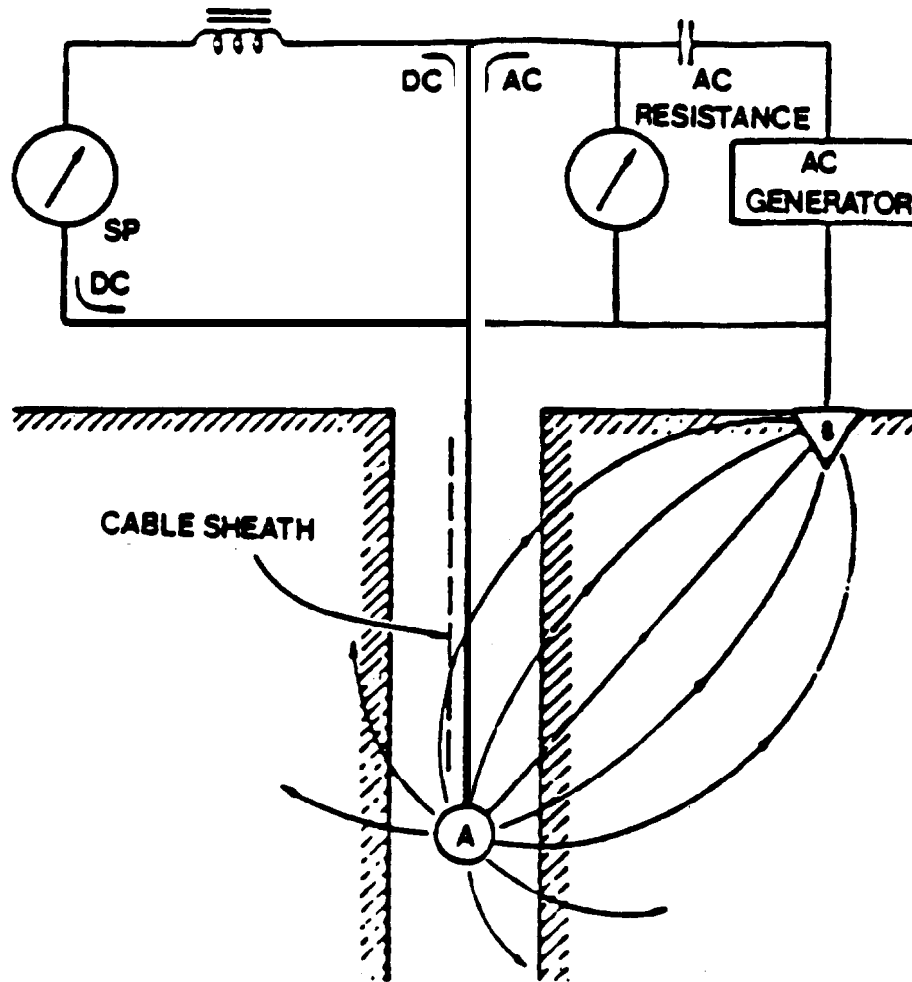 DC
AC
AC
RESISTANCE
AC
GENERATOR
SP
DC
CABLE SHEATH
A